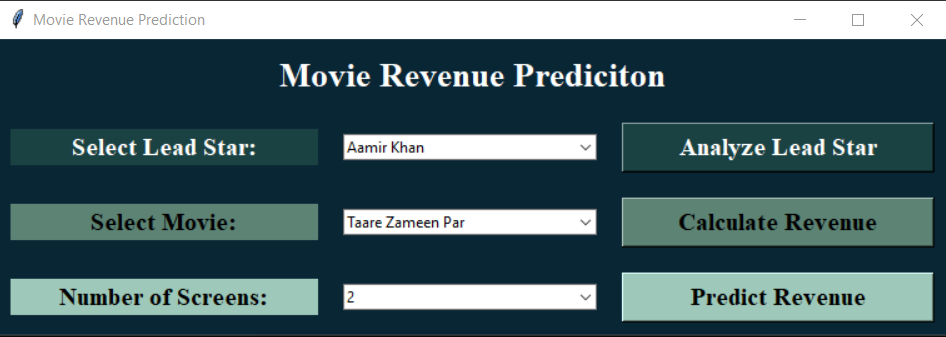 Movie Revenue Prediction
Movie Revenue Prediciton
Select Lead Star: Aamir Khan Analyze Lead Star
Select Movie: Taare Zameen Par Calculate Revenue
Number of Screens: 2 Predict Revenue